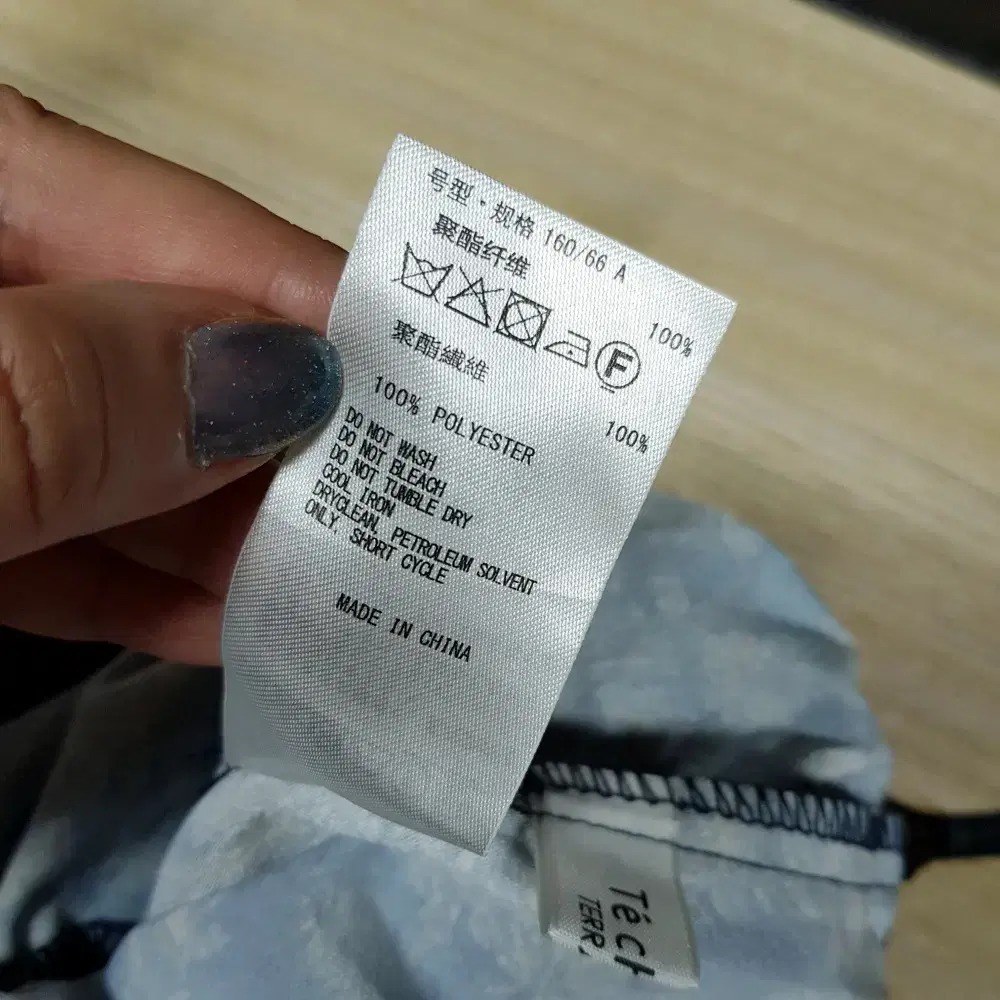 号型·规格 160/66 A
聚酯纤维 100%
F
聚酯纖維 100%
100% POLYESTER
DO NOT WASH
DO NOT BLEACH
DO NOT TUMBLE DRY
COOL IRON
DRYCLEAN, PETROLEUM SOLVENT
ONLY, SHORT CYCLE
MADE IN CHINA
Téch
TERR